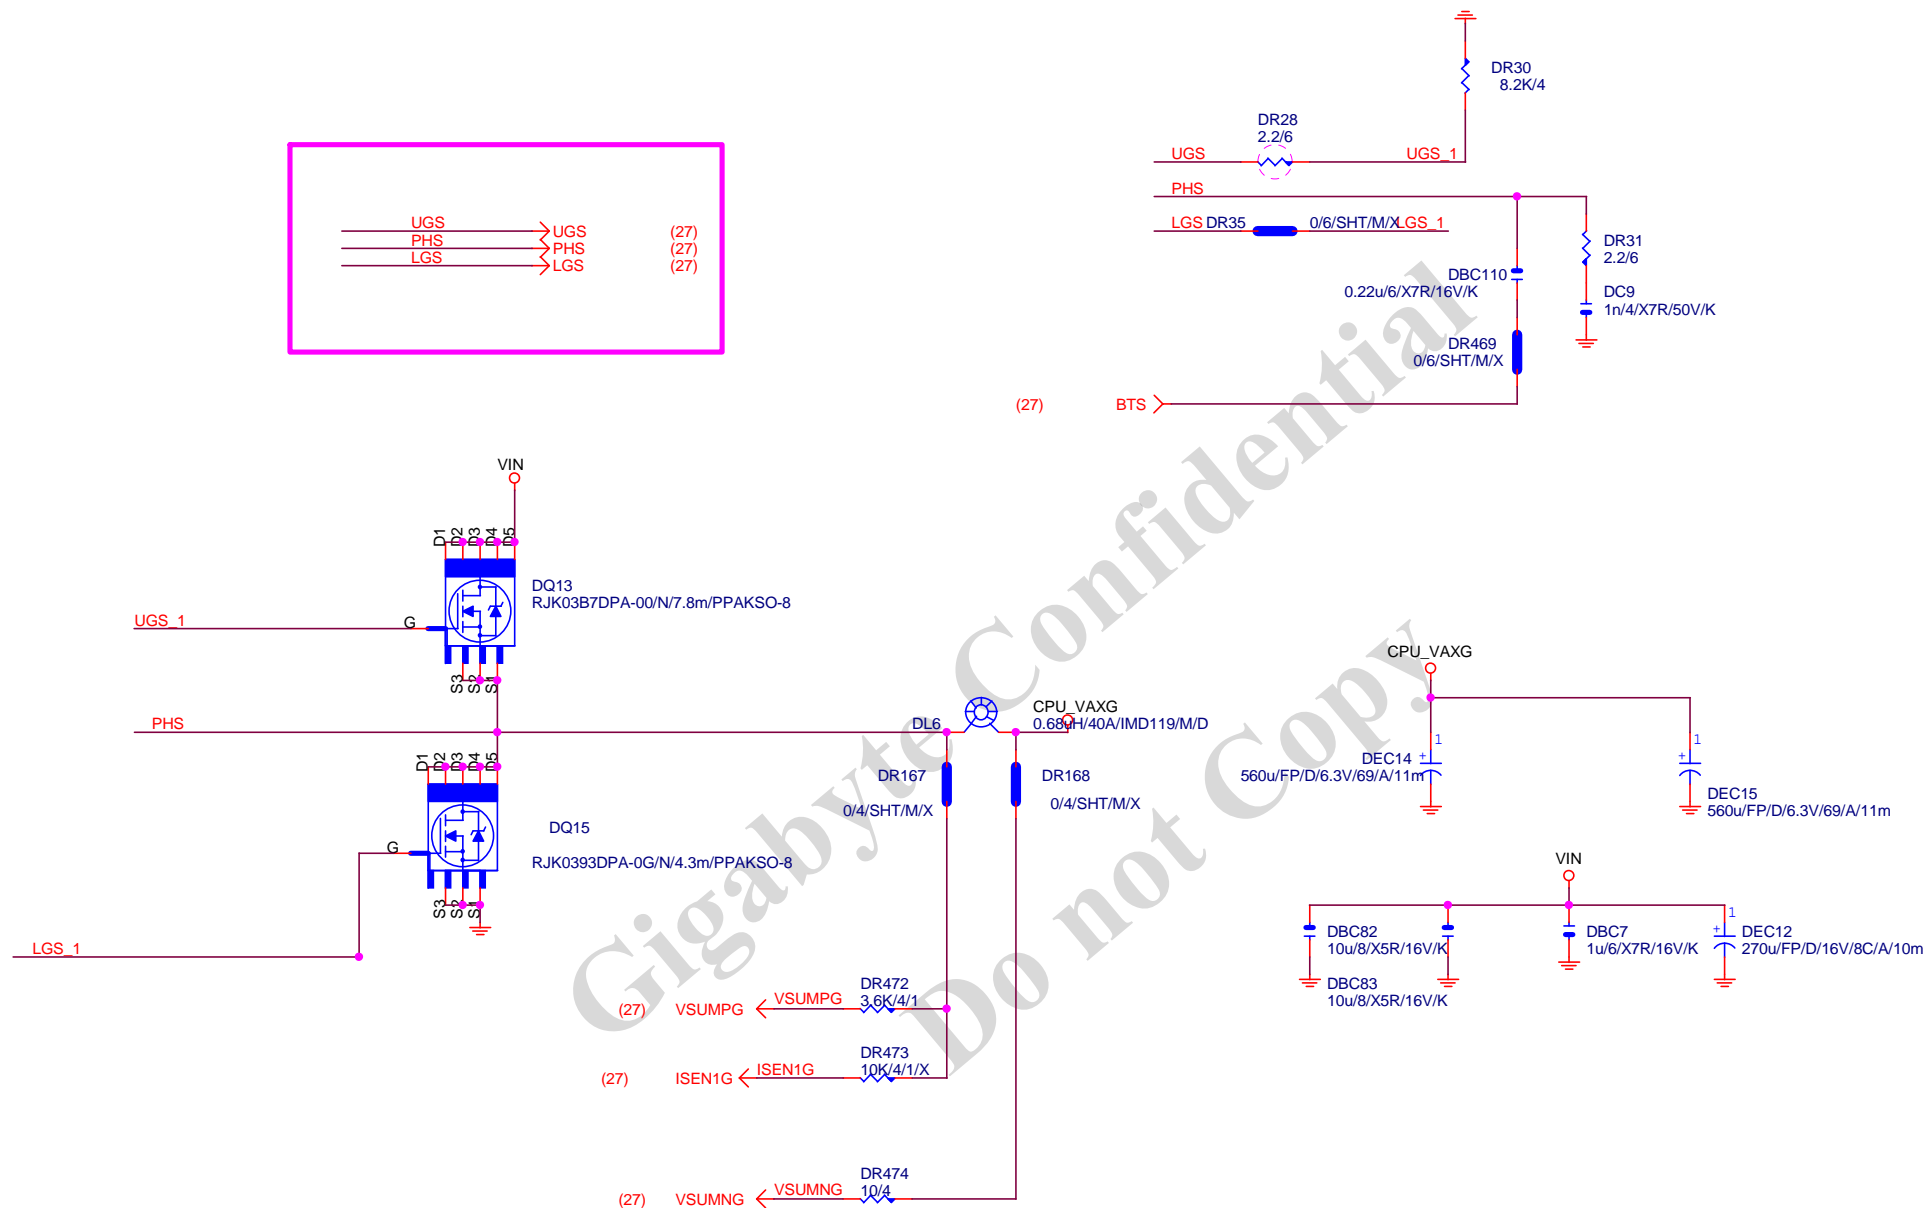 DR30
8.2K/4
DR28
2.2/6
UGS
UGS_1
PHS
LGS
DR35
0/6/SHT/M/X
LGS_1
DR31
2.2/6
DBC110
0.22u/6/X7R/16V/K
DC9
1n/4/X7R/50V/K
DR469
0/6/SHT/M/X
(27)
BTS
UGS
UGS
(27)
PHS
PHS
(27)
LGS
LGS
(27)
VIN
D1
D2
D3
D4
D5
DQ13
RJK03B7DPA-00/N/7.8m/PPAKSO-8
UGS_1
G
S3
S2
S1
PHS
DL6
CPU_VAXG
0.68uH/40A/IMD119/M/D
D1
D2
D3
D4
D5
DR167
0/4/SHT/M/X
DR168
0/4/SHT/M/X
DQ15
RJK0393DPA-0G/N/4.3m/PPAKSO-8
G
S3
S2
S1
LGS_1
CPU_VAXG
1
+
DEC14
560u/FP/D/6.3V/69/A/11m
1
+
DEC15
560u/FP/D/6.3V/69/A/11m
VIN
DBC82
10u/8/X5R/16V/K
DBC83
10u/8/X5R/16V/K
DBC7
1u/6/X7R/16V/K
1
+
DEC12
270u/FP/D/16V/8C/A/10m
DR472
3.6K/4/1
(27)
VSUMPG
VSUMPG
DR473
10K/4/1/X
(27)
ISEN1G
ISEN1G
DR474
10/4
(27)
VSUMNG
VSUMNG
Gigabyte Confidential
Do not Copy